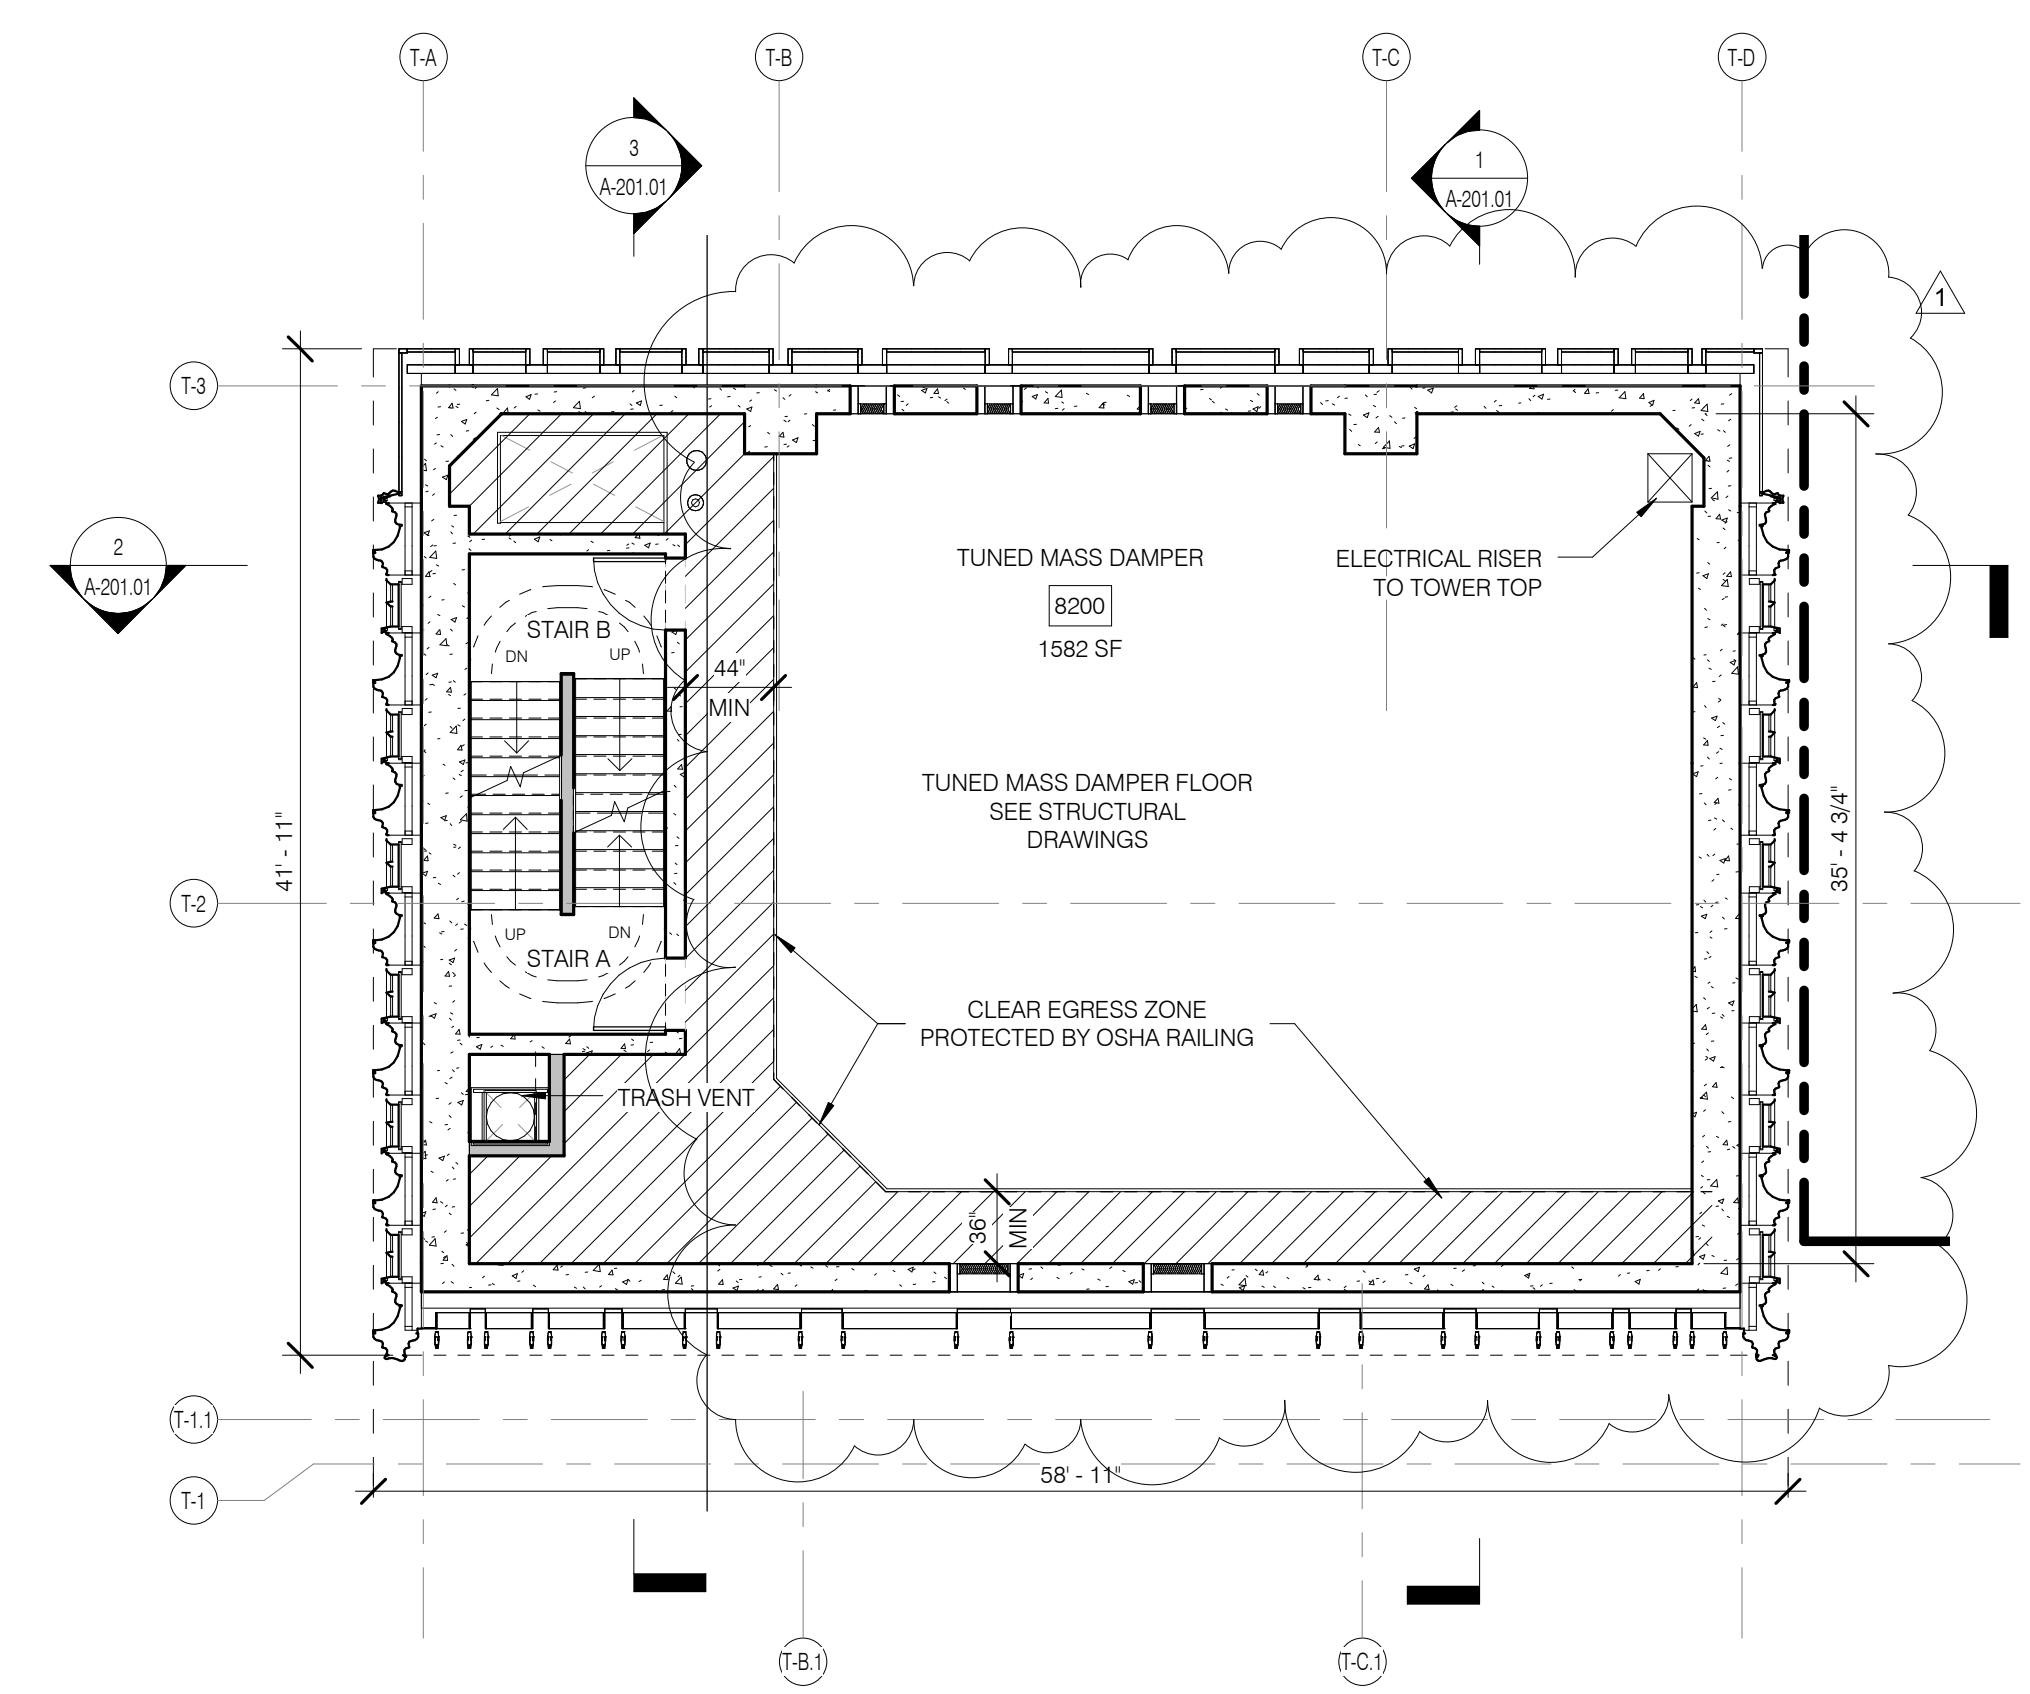 T-A
T-B
T-C
T-D
3
A-201.01
1
A-201.01
1
T-3
2
A-201.01
TUNED MASS DAMPER
8200
1582 SF
ELECTRICAL RISER
TO TOWER TOP
STAIR B
DN
UP
44"
MIN
TUNED MASS DAMPER FLOOR
SEE STRUCTURAL
DRAWINGS
41' - 11"
35' - 4 3/4"
T-2
UP
DN
STAIR A
CLEAR EGRESS ZONE
PROTECTED BY OSHA RAILING
TRASH VENT
36"
MIN
T-1.1
58' - 11"
T-1
T-B.1
T-C.1